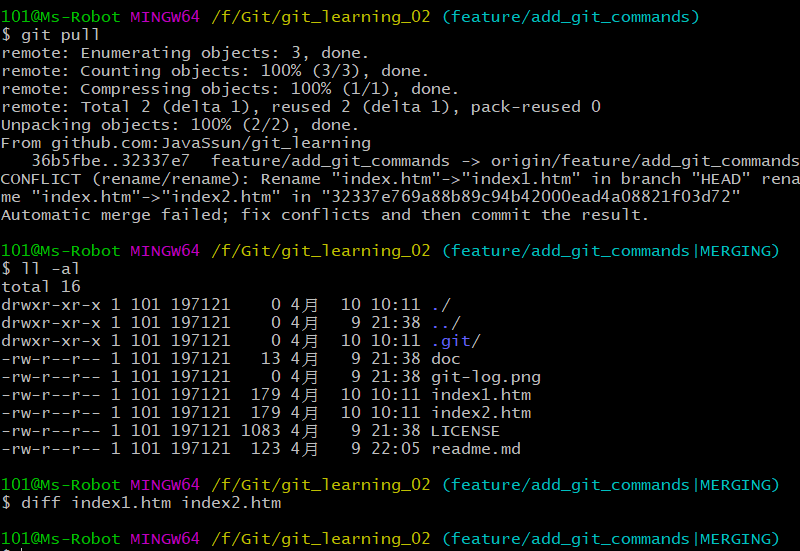 101@Ms-Robot MINGW64 /f/Git/git_learning_02 (feature/add_git_commands)
$ git pull
remote: Enumerating objects: 3, done.
remote: Counting objects: 100% (3/3), done.
remote: Compressing objects: 100% (1/1), done.
remote: Total 2 (delta 1), reused 2 (delta 1), pack-reused 0
Unpacking objects: 100% (2/2), done.
From github.com:JavaSsun/git_learning
   36b5fbe..32337e7  feature/add_git_commands -> origin/feature/add_git_commands
CONFLICT (rename/rename): Rename "index.htm"->"index1.htm" in branch "HEAD" rena
me "index.htm"->"index2.htm" in "32337e769a88b89c94b42000ead4a08821f03d72"
Automatic merge failed; fix conflicts and then commit the result.
101@Ms-Robot MINGW64 /f/Git/git_learning_02 (feature/add_git_commands|MERGING)
$ ll -al
total 16
drwxr-xr-x 1 101 197121    0 4月  10 10:11 ./
drwxr-xr-x 1 101 197121    0 4月   9 21:38 ../
drwxr-xr-x 1 101 197121    0 4月  10 10:11 .git/
-rw-r--r-- 1 101 197121   13 4月   9 21:38 doc
-rw-r--r-- 1 101 197121    0 4月   9 21:38 git-log.png
-rw-r--r-- 1 101 197121  179 4月  10 10:11 index1.htm
-rw-r--r-- 1 101 197121  179 4月  10 10:11 index2.htm
-rw-r--r-- 1 101 197121 1083 4月   9 21:38 LICENSE
-rw-r--r-- 1 101 197121  123 4月   9 22:05 readme.md
101@Ms-Robot MINGW64 /f/Git/git_learning_02 (feature/add_git_commands|MERGING)
$ diff index1.htm index2.htm
101@Ms-Robot MINGW64 /f/Git/git_learning_02 (feature/add_git_commands|MERGING)